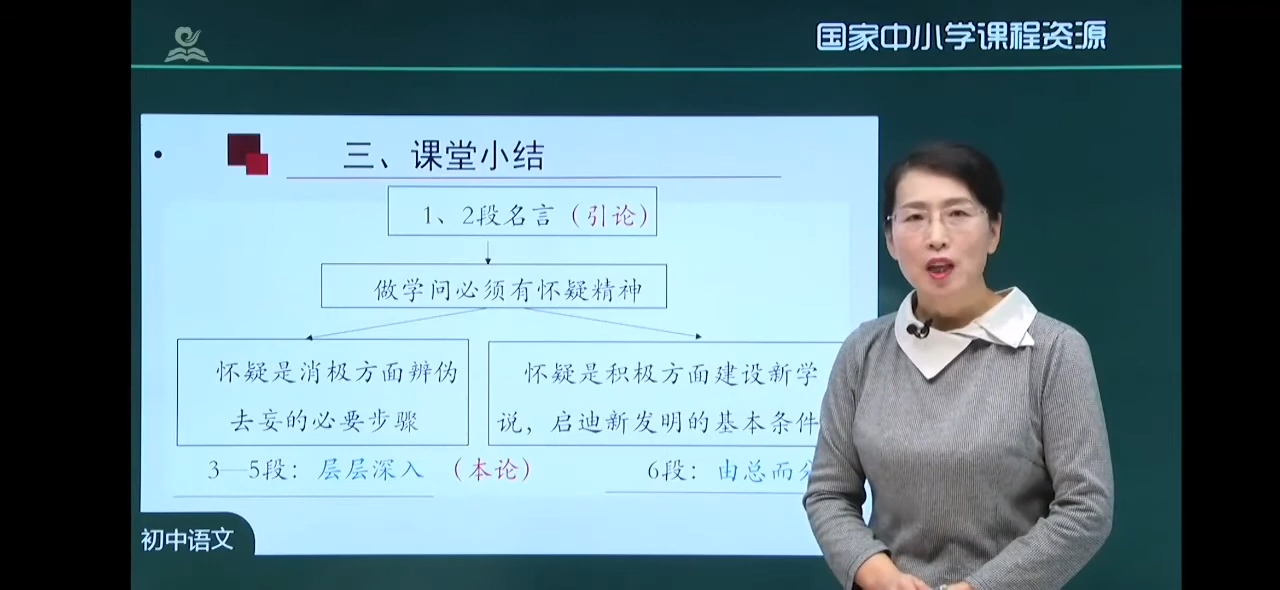 国家中小学课程资源
三、课堂小结
1、2段名言（引论）
做学问必须有怀疑精神
怀疑是消极方面辨伪
去妄的必要步骤
怀疑是积极方面建设新学
说，启迪新发明的基本条件
3—5段：层层深入 （本论）
6段：由总而分
初中语文